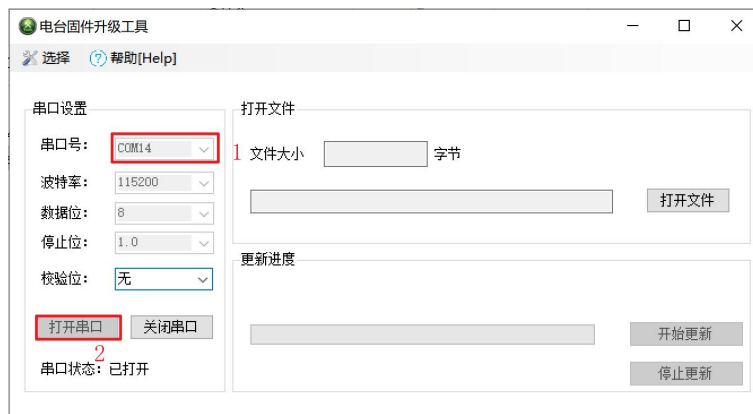 电台固件升级工具
选择 帮助[Help]
串口设置
串口号: COM14
1
波特率: 115200
数据位: 8
停止位: 1.0
校验位: 无
打开串口 关闭串口
2
串口状态: 已打开
打开文件
文件大小 字节
打开文件
更新进度
开始更新
停止更新